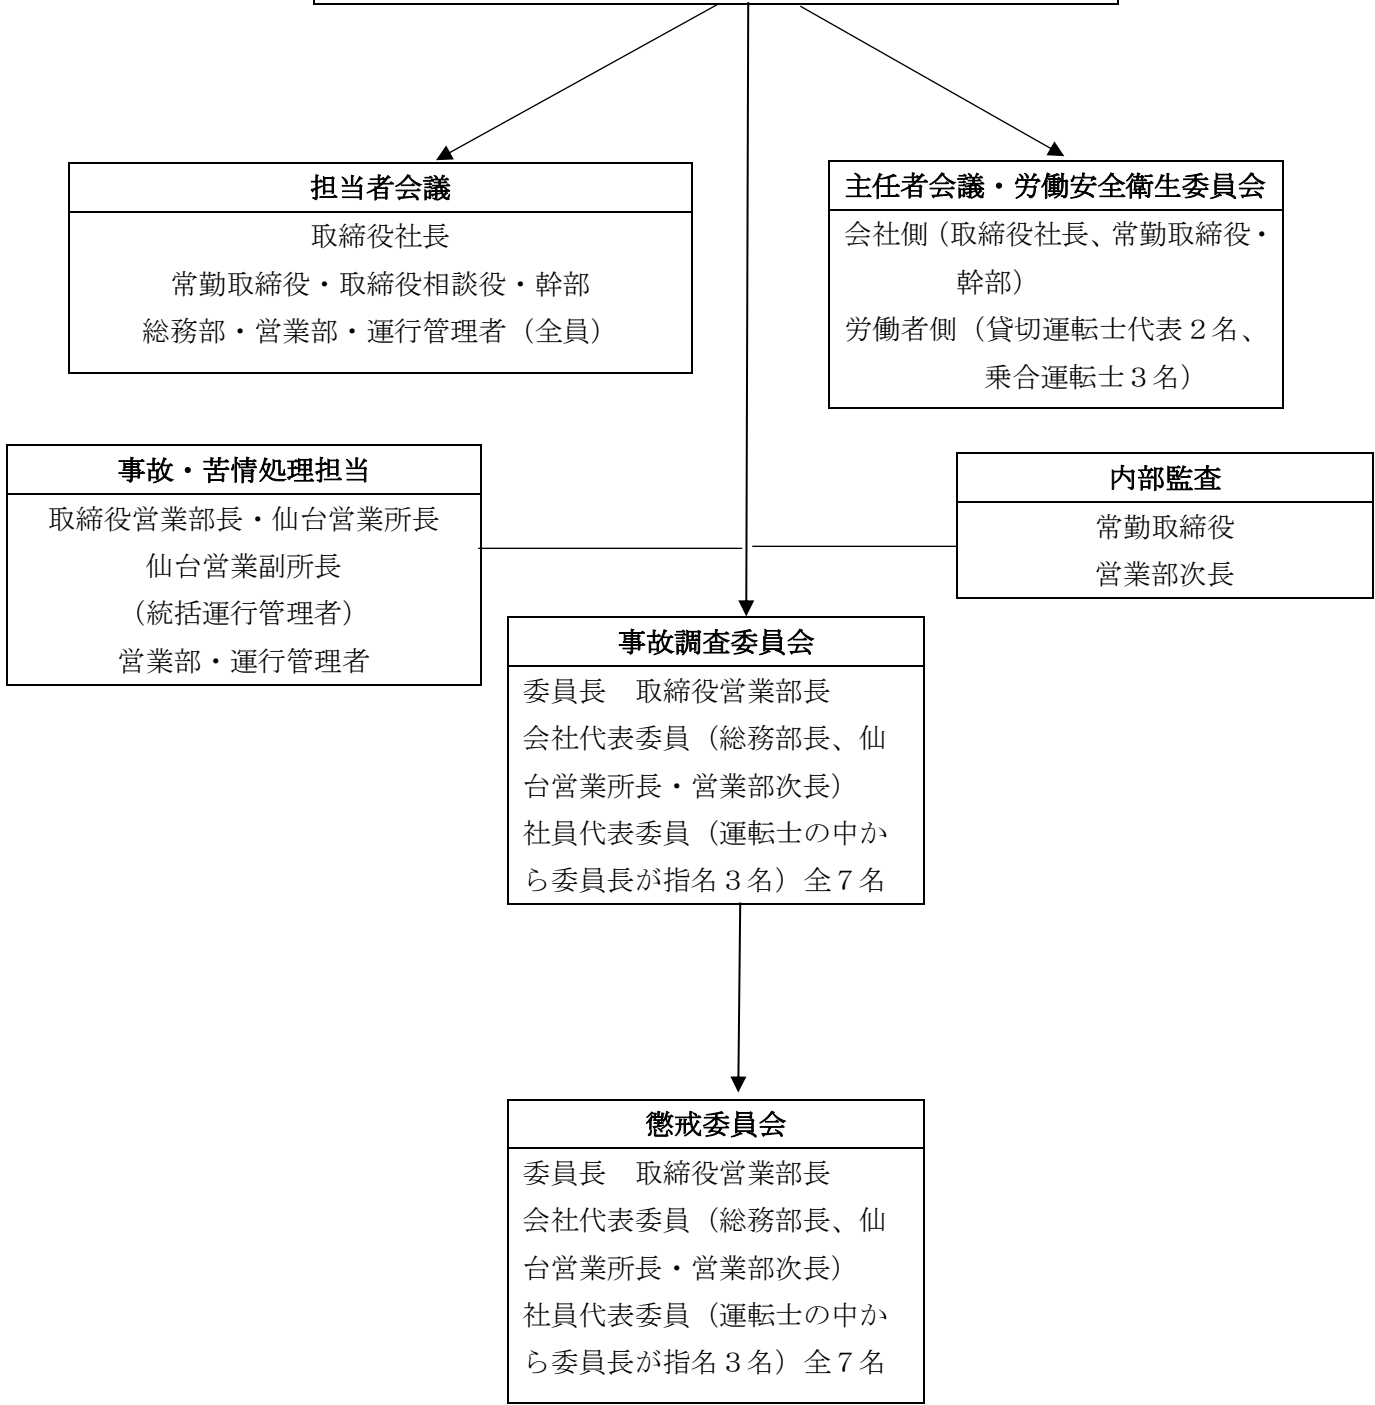 担当者会議
取締役社長
常勤取締役・取締役相談役・幹部
総務部・営業部・運行管理者（全員）
主任者会議・労働安全衛生委員会
会社側（取締役社長、常勤取締役・
幹部）
労働者側（貸切運転士代表２名、
乗合運転士３名）
事故・苦情処理担当
取締役営業部長・仙台営業所長
仙台営業副所長
（統括運行管理者）
営業部・運行管理者
内部監査
常勤取締役
営業部次長
事故調査委員会
委員長　取締役営業部長
会社代表委員（総務部長、仙
台営業所長・営業部次長）
社員代表委員（運転士の中か
ら委員長が指名３名）全７名
懲戒委員会
委員長　取締役営業部長
会社代表委員（総務部長、仙
台営業所長・営業部次長）
社員代表委員（運転士の中か
ら委員長が指名３名）全７名